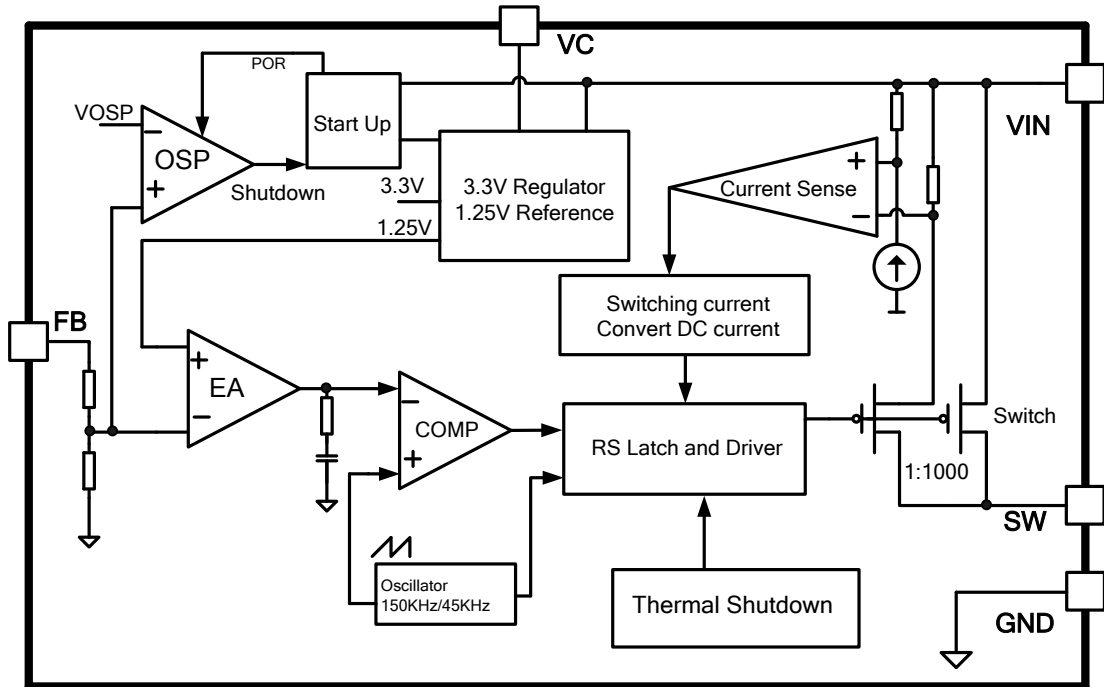 VC
POR
VOSP
Start Up
VIN
OSP
Shutdown
3.3V
3.3V Regulator
1.25V Reference
1.25V
Current Sense
FB
Switching current
Convert DC current
EA
COMP
RS Latch and Driver
Switch
1:1000
SW
Oscillator
150KHz/45KHz
Thermal Shutdown
GND